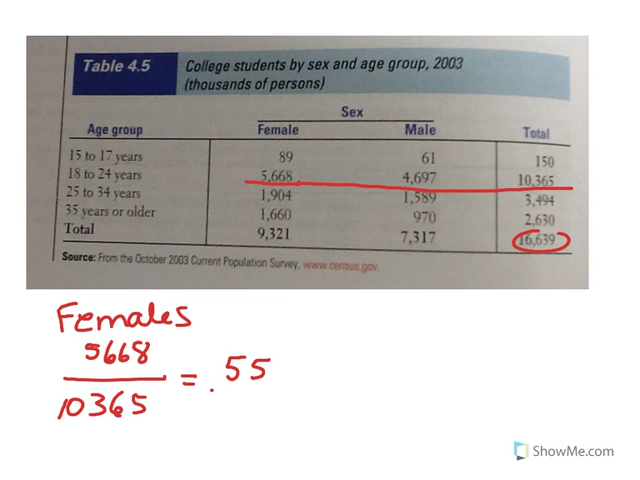 Table 4.5 College students by sex and age group, 2003
(thousands of persons)
Sex
Age group Female Male Total
15 to 17 years 89 61 150
18 to 24 years 5,668 4,697 10,365
25 to 34 years 1,904 1,589 3,494
35 years or older 1,660 970 2,630
Total 9,321 7,317 16,639
Source: From the October 2003 Current Population Survey, www.census.gov.
Females
5668
10365
= .55
ShowMe.com